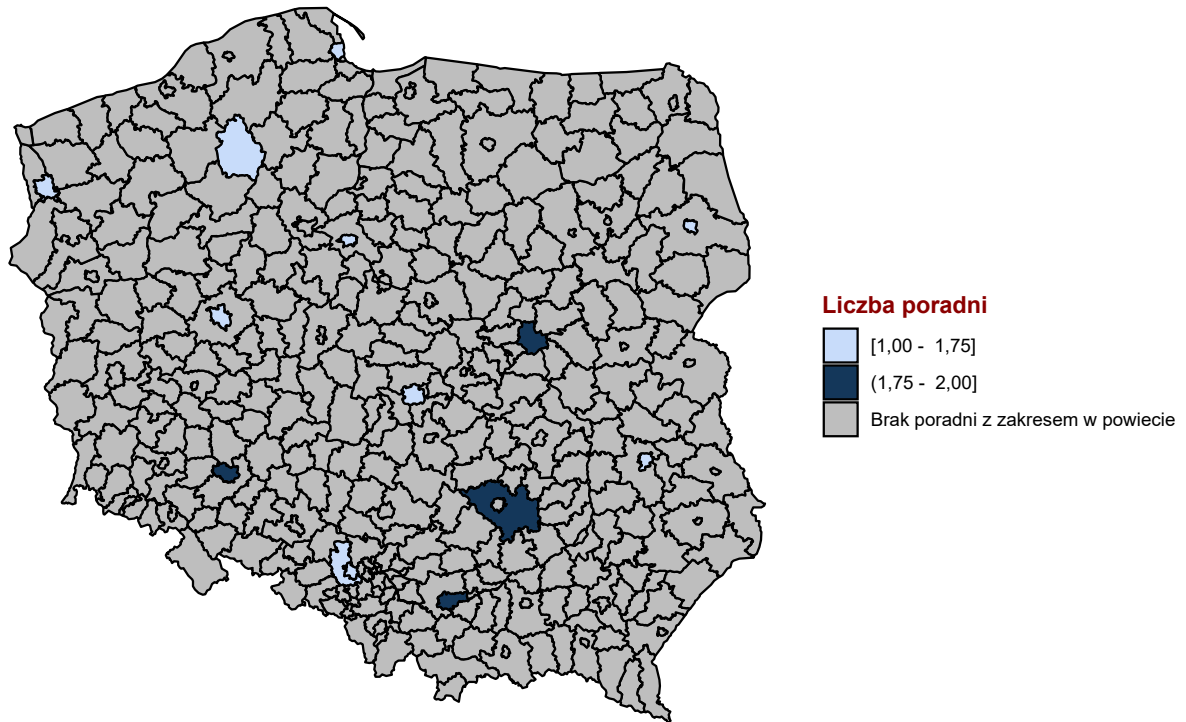 Liczba poradni
[1,00 - 1,75]
(1,75 - 2,00]
Brak poradni z zakresem w powiecie